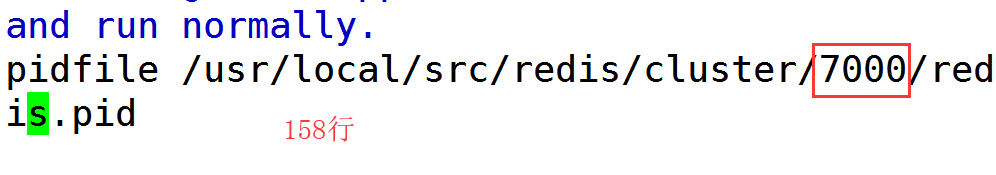 and run normally.
pidfile /usr/local/src/redis/cluster/7000/red
is.pid
158行